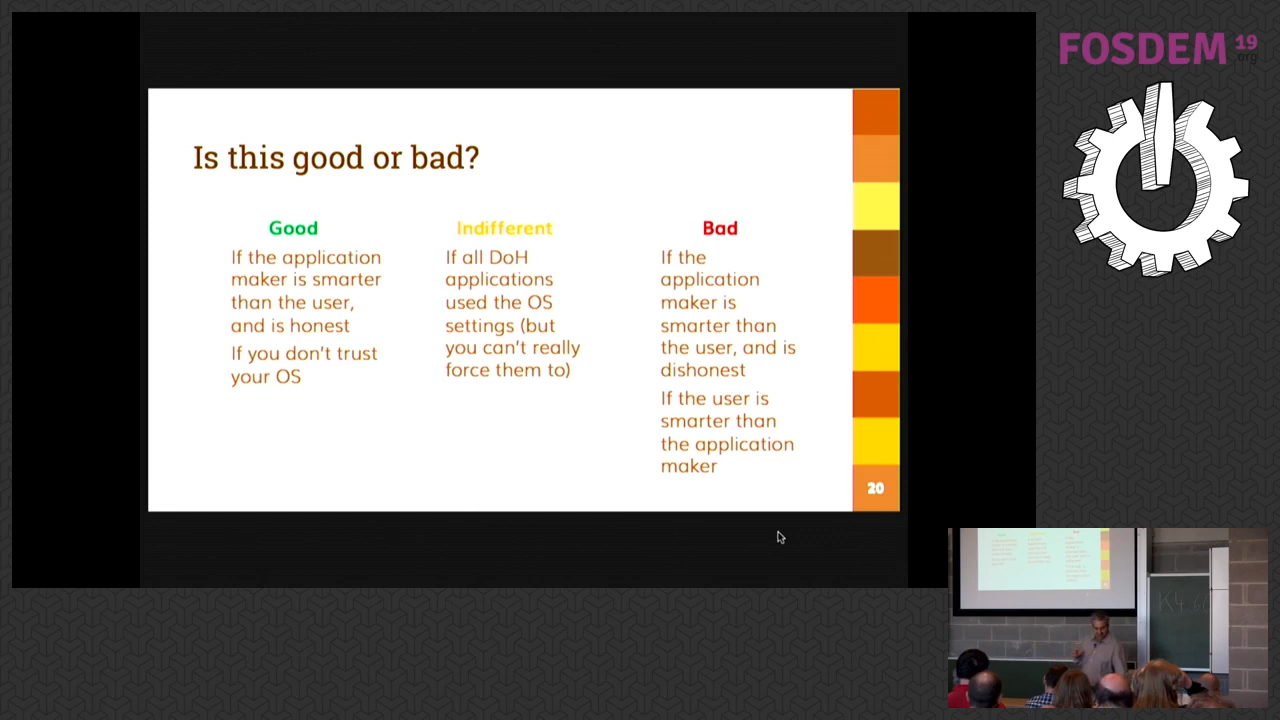 FOSDEM 19
.org
Is this good or bad?
Good
If the application
maker is smarter
than the user,
and is honest
If you don't trust
your OS
Indifferent
If all DoH
applications
used the OS
settings (but
you can't really
force them to)
Bad
If the
application
maker is
smarter than
the user, and is
dishonest
If the user is
smarter than
the application
maker
20